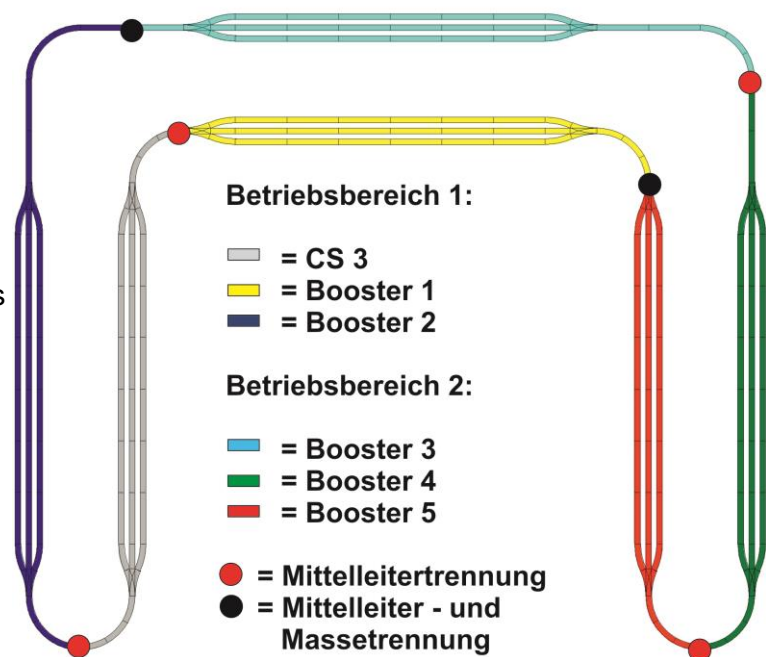 Betriebsbereich 1:
= CS 3
s
= Booster 1
= Booster 2
Betriebsbereich 2:
= Booster 3
= Booster 4
= Booster 5
= Mittelleitertrennung
= Mittelleiter - und
Massetrennung